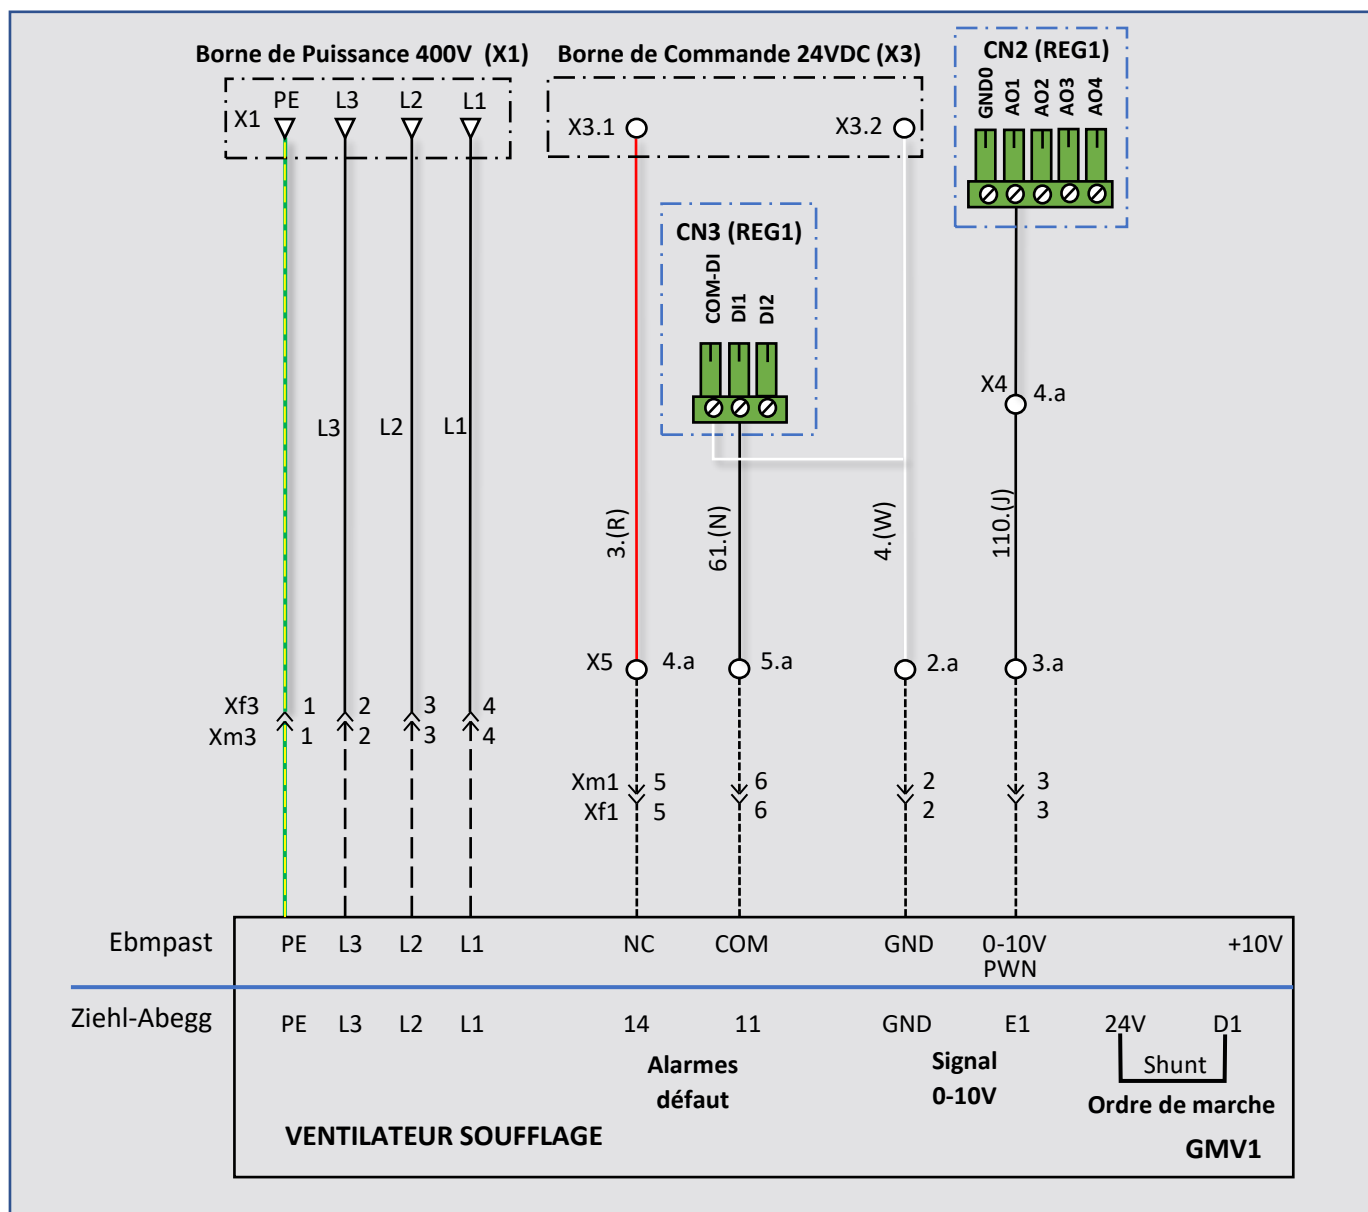 Borne de Puissance 400V (X1)
Borne de Commande 24VDC (X3)
CN2 (REG1)
X1
PE
L3
L2
L1
X3.1
X3.2
GND0
AO1
AO2
AO3
AO4
CN3 (REG1)
COM-DI
DI1
DI2
X4
4.a
L3
L2
L1
3.(R)
61.(N)
4.(W)
110.(J)
X5
4.a
5.a
2.a
3.a
Xf3
1
2
3
4
Xm3
1
2
3
4
Xm1
5
6
2
3
Xf1
5
6
2
3
Ebmpast
PE
L3
L2
L1
NC
COM
GND
0-10V
PWN
+10V
Ziehl-Abegg
PE
L3
L2
L1
14
11
GND
E1
24V
D1
Alarmes
défaut
Signal
0-10V
Shunt
Ordre de marche
VENTILATEUR SOUFFLAGE
GMV1